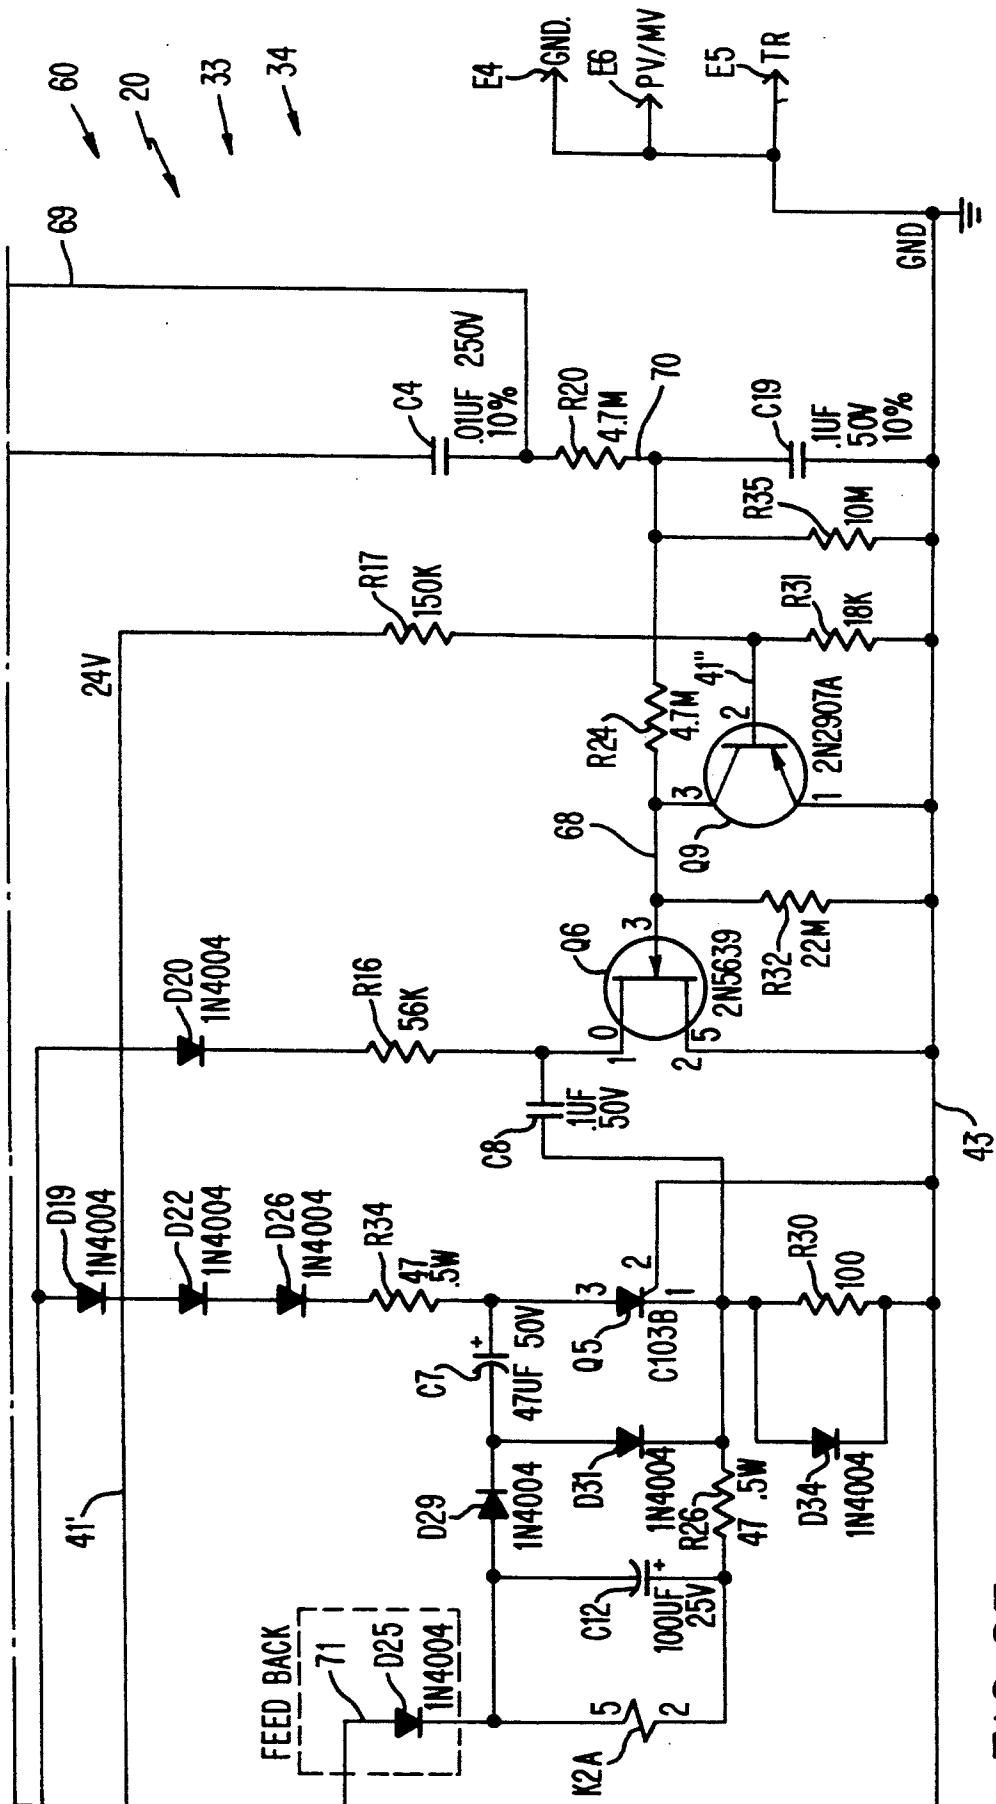 60
20
33
34
E4
GND.
E6
PV/MV
E5
TR
69
GND
C4
.01UF 250V
10%
R20
4.7M
70
C19
.1UF
50V
10%
R35
10M
R17
150K
24V
R31
18K
41"
R24
4.7M
2
3
1
2N2907A
Q9
68
Q6
3
0
1
5
2
2N5639
R32
22M
D20
1N4004
R16
56K
C8
.1UF
50V
43
D19
1N4004
D22
1N4004
D26
1N4004
R34
47
.5W
3
2
1
Q5
C103B
R30
100
C7
+
47UF 50V
D29
1N4004
D31
1N4004
R26
47 .5W
D34
1N4004
41'
C12
+
100UF
25V
FEED BACK
71
D25
1N4004
5
2
K2A